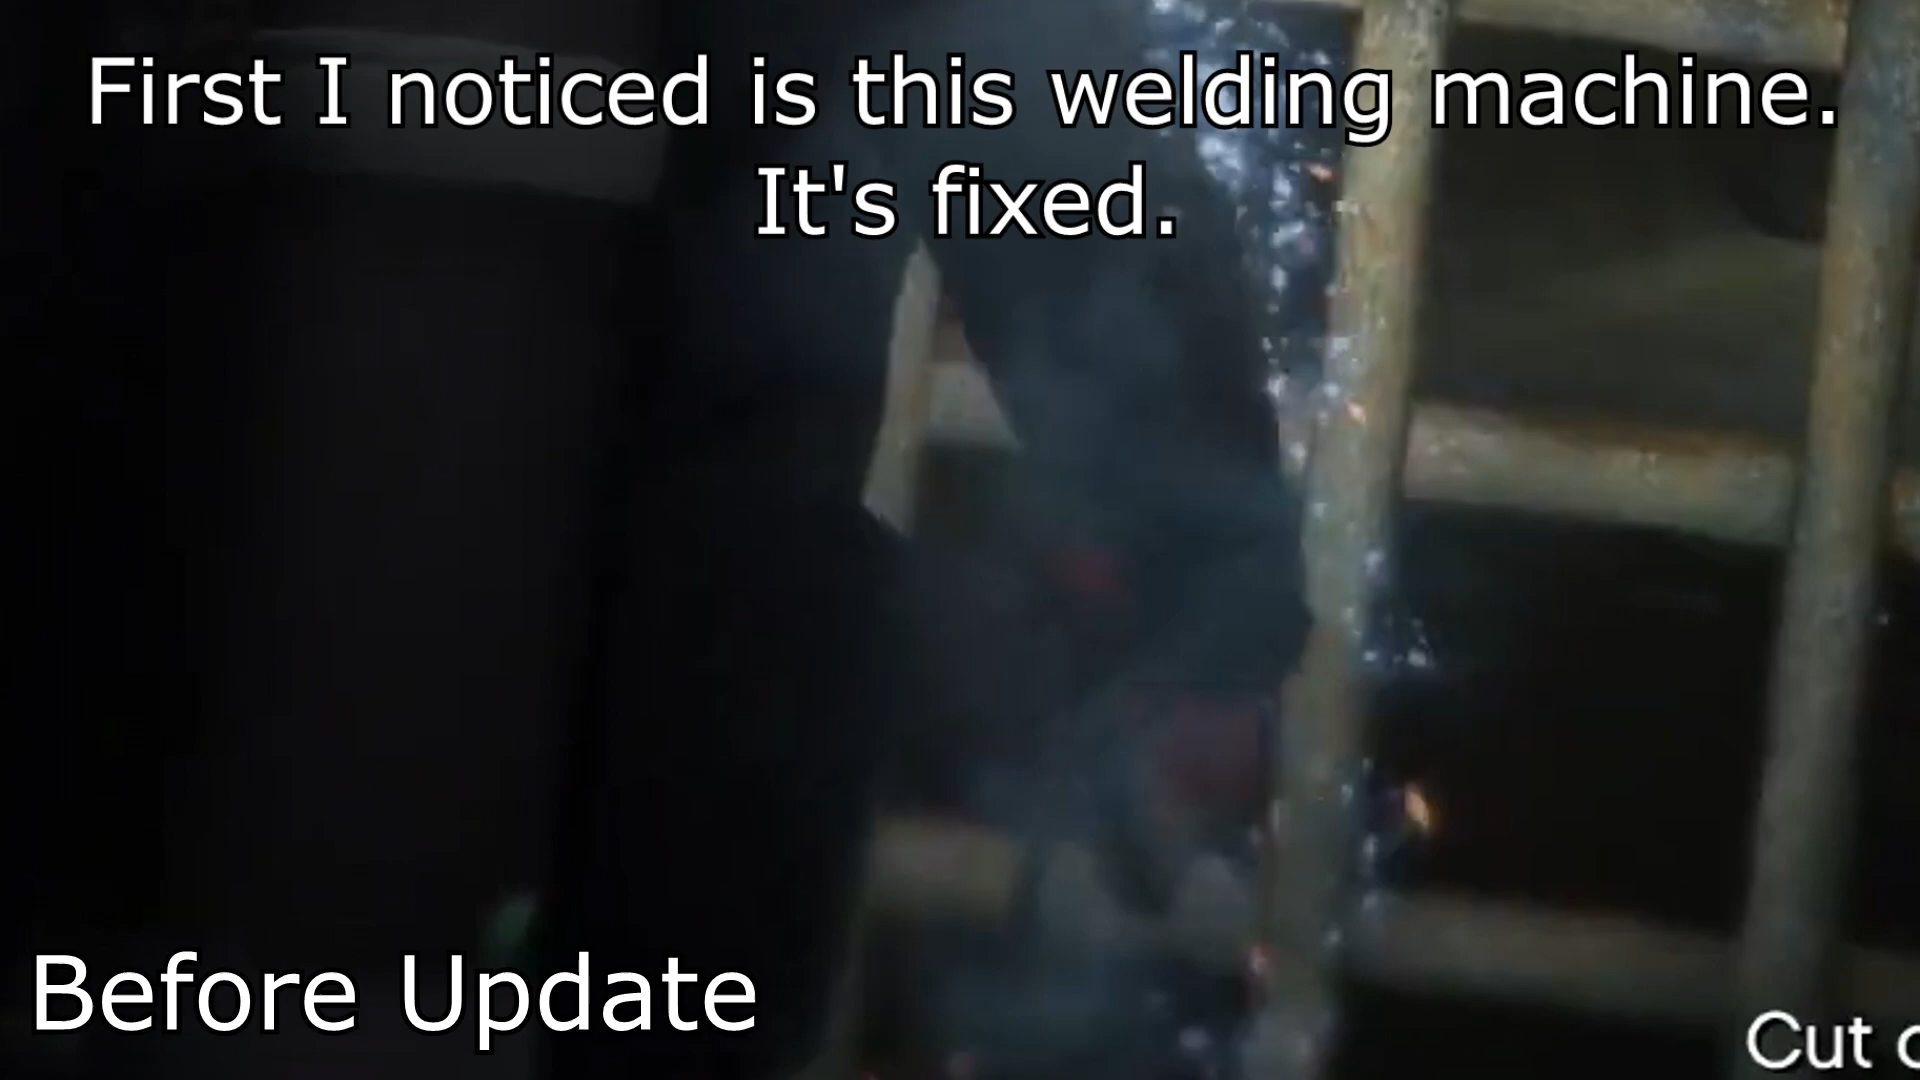 First I noticed is this welding machine.
It's fixed.
Before Update
Cut